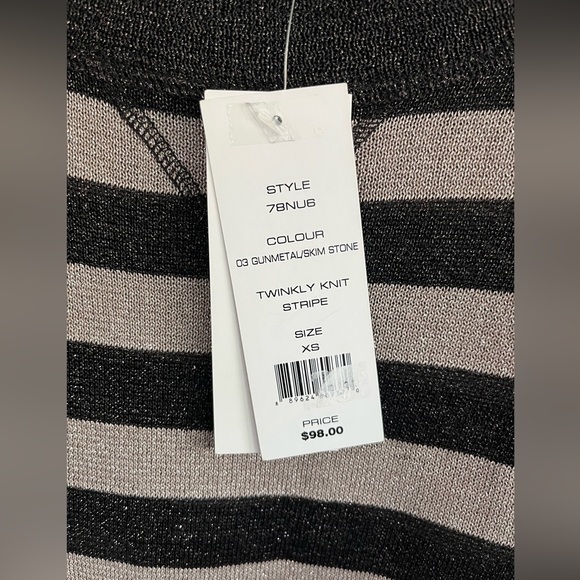 STYLE
78NU6
COLOUR
03 GUNMETAL/SKIM STONE
TWINKLY KNIT
STRIPE
SIZE
XS
PRICE
$98.00